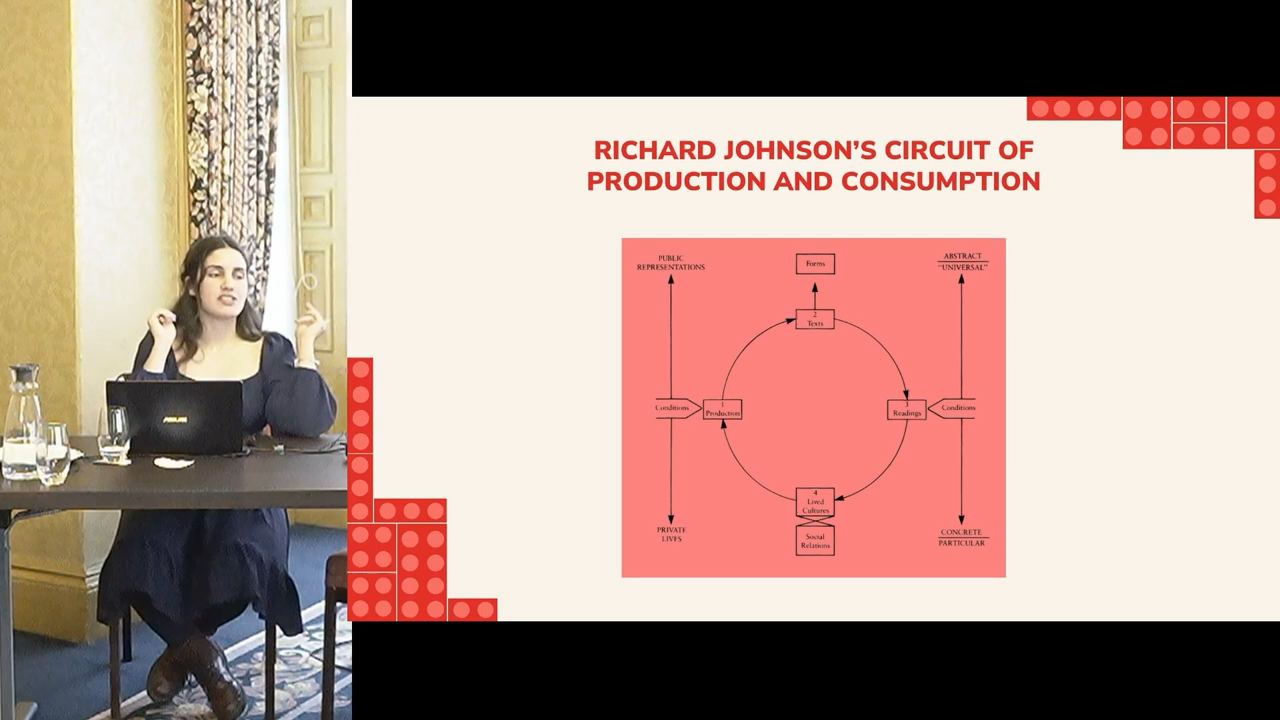 RICHARD JOHNSON'S CIRCUIT OF
PRODUCTION AND CONSUMPTION
PUBLIC
REPRESENTATIONS
Forms
ABSTRACT
"UNIVERSAL"
2
Texts
Conditions
1
Production
3
Readings
Conditions
4
Lived
Cultures
Social
Relations
PRIVATE
LIVES
CONCRETE
PARTICULAR
ASUS